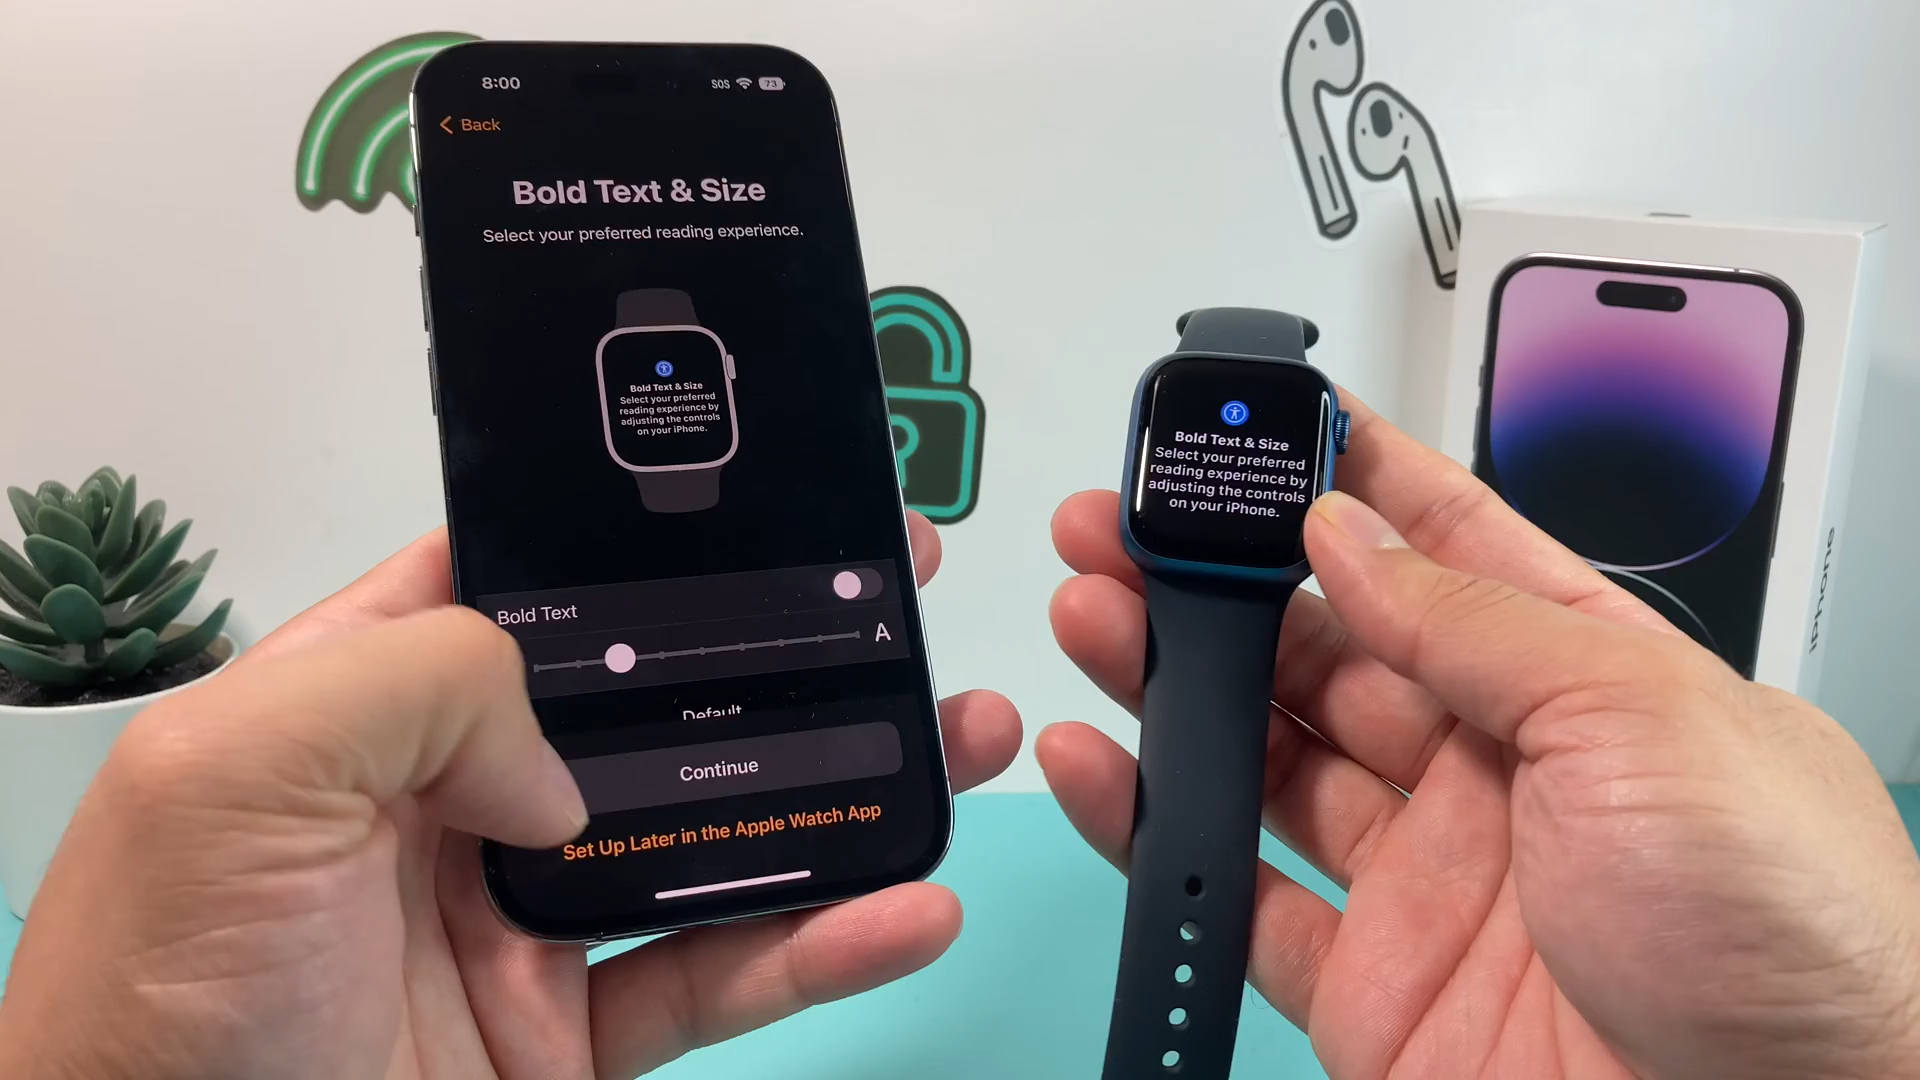 8:00
SOS
73
Back
Bold Text & Size
Select your preferred reading experience.
Bold Text & Size
Select your preferred
reading experience by
adjusting the controls
on your iPhone.
Bold Text
A
Default
Continue
Set Up Later in the Apple Watch App
Bold Text & Size
Select your preferred
reading experience by
adjusting the controls
on your iPhone.
iPhone